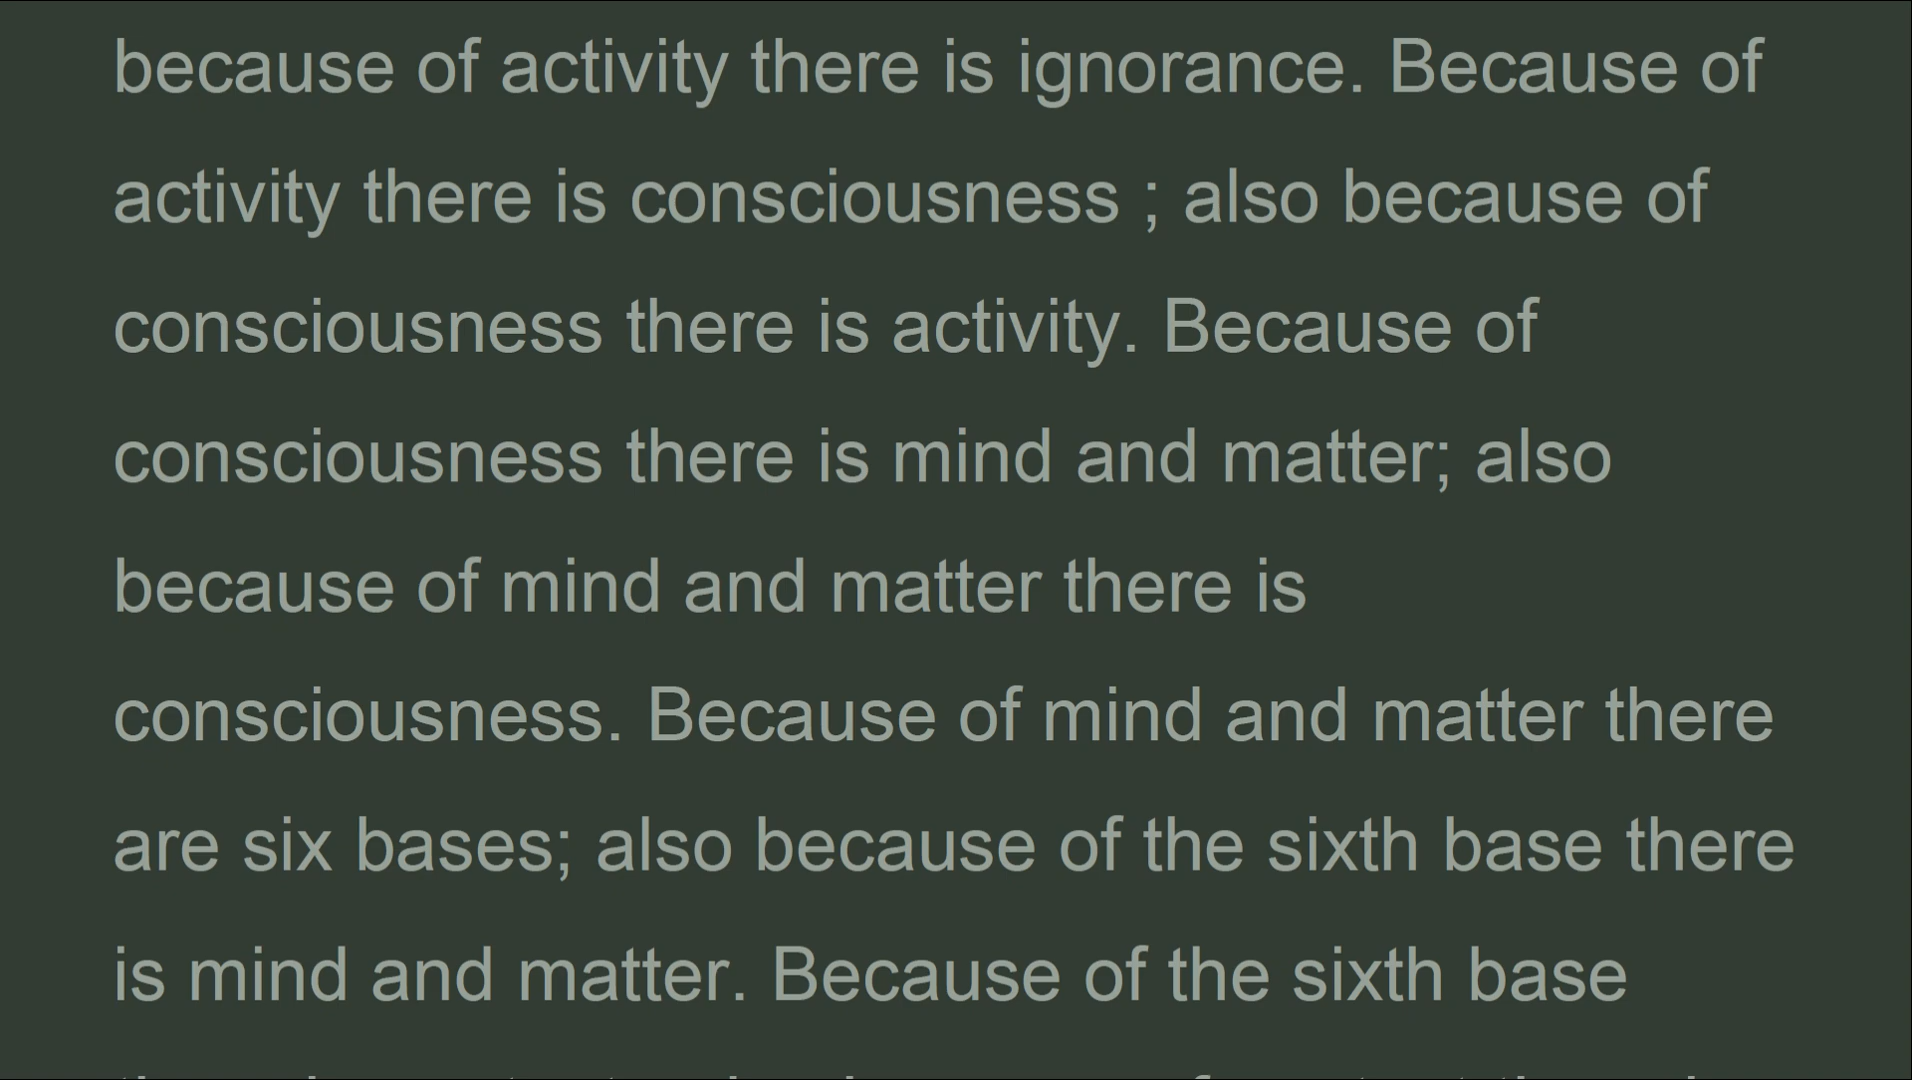 because of activity there is ignorance. Because of
activity there is consciousness ; also because of
consciousness there is activity. Because of
consciousness there is mind and matter; also
because of mind and matter there is
consciousness. Because of mind and matter there
are six bases; also because of the sixth base there
is mind and matter. Because of the sixth base